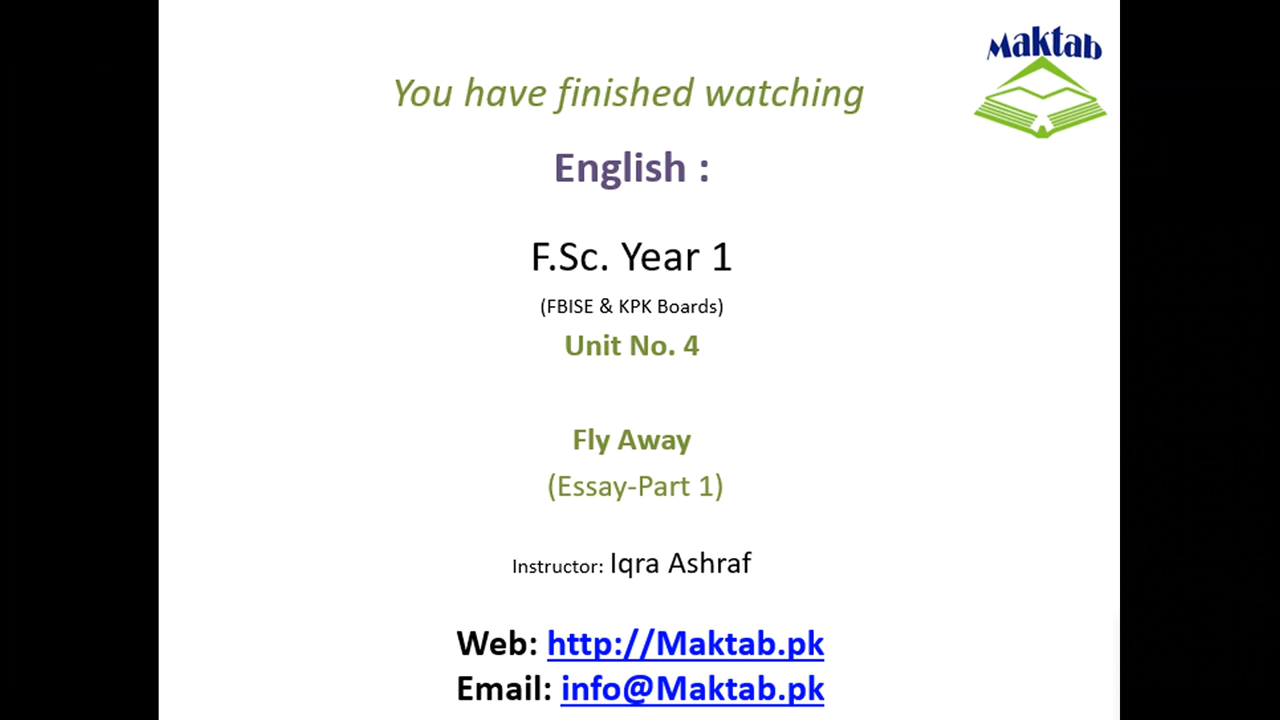 Maktab
You have finished watching
English :
F.Sc. Year 1
(FBISE & KPK Boards)
Unit No. 4
Fly Away
(Essay-Part 1)
Instructor: Iqra Ashraf
Web: http://Maktab.pk
Email: info@Maktab.pk